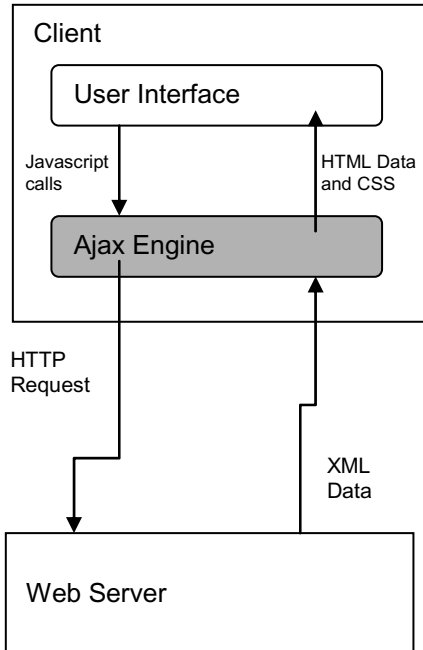 Client
User Interface
Javascript
calls
HTML Data
and CSS
Ajax Engine
HTTP
Request
XML
Data
Web Server